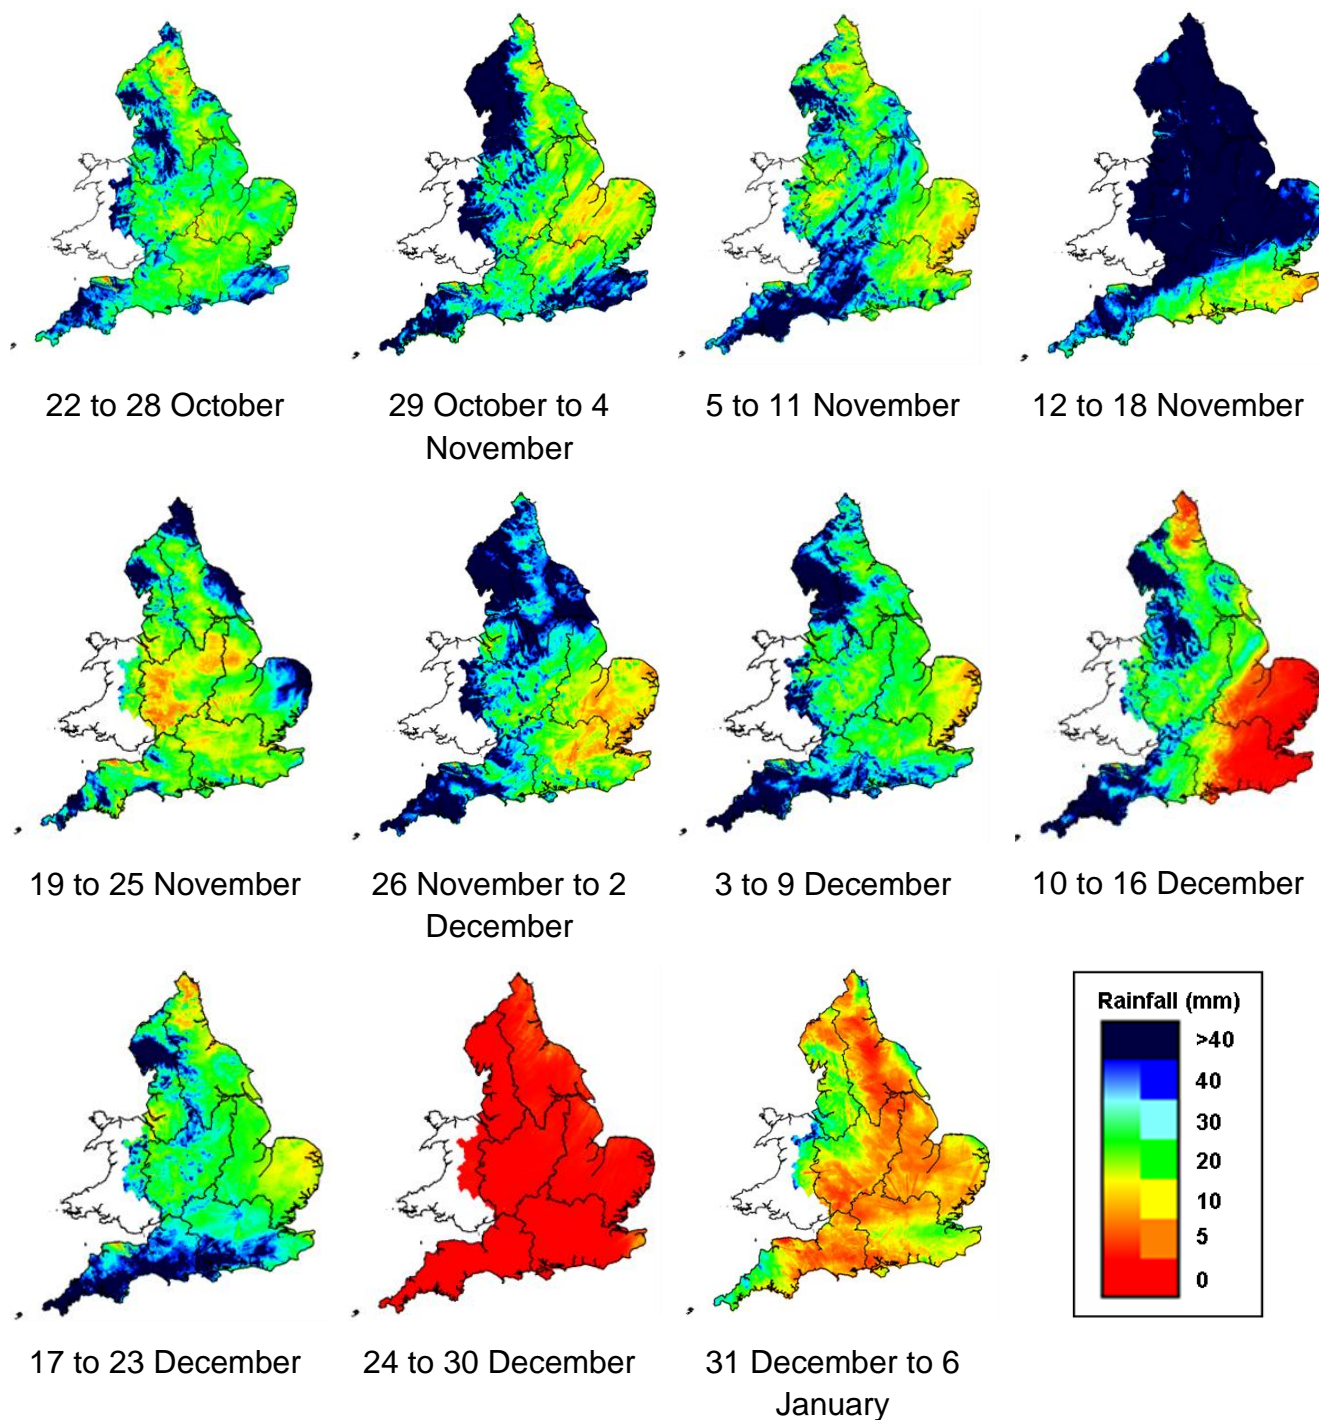 22 to 28 October
29 October to 4
November
5 to 11 November
12 to 18 November
19 to 25 November
26 November to 2
December
3 to 9 December
10 to 16 December
17 to 23 December
24 to 30 December
31 December to 6
January
Rainfall (mm)
>40
40
30
20
10
5
0